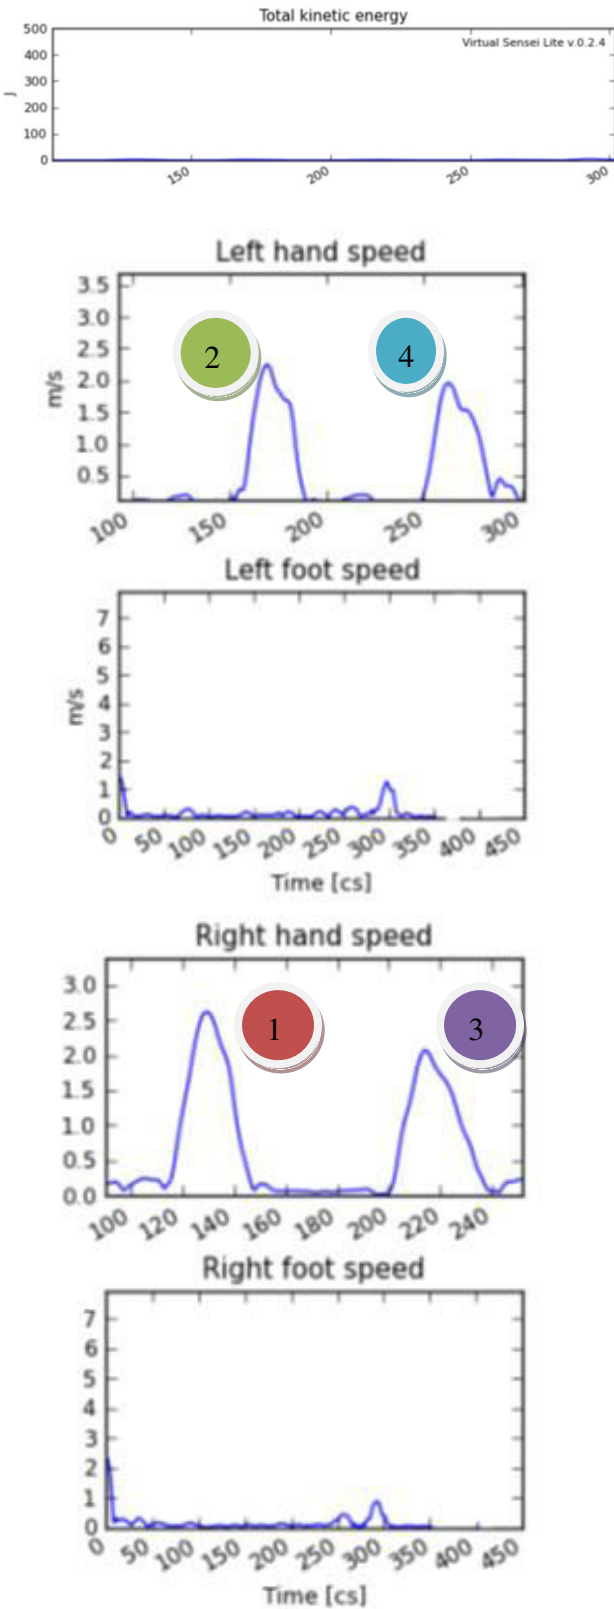 Total kinetic energy
500
Virtual Sensei Lite v.0.2.4
400
300
J
200
100
0
150 200 250 300
Left hand speed
3.5
3.0
2.5
2 4
2.0
m/s
1.5
1.0
0.5
100 150 200 250 300
Left foot speed
7
6
5
4
m/s
3
2
1
0
0 50 100 150 200 250 300 350 400 450
Time [cs]
Right hand speed
3.0
2.5
1 3
2.0
1.5
1.0
0.5
0.0
100 120 140 160 180 200 220 240
Right foot speed
7
6
5
4
3
2
1
0
0 50 100 150 200 250 300 350 400 450
Time [cs]